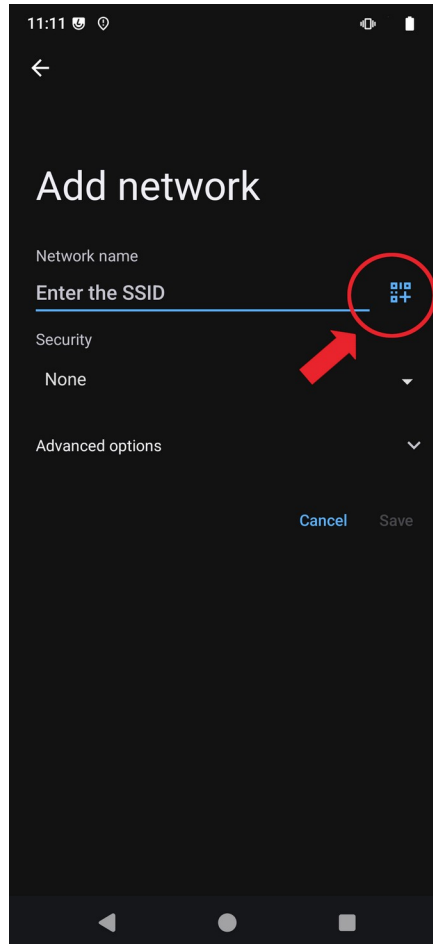 11:11
Add network
Network name
Enter the SSID
Security
None
Advanced options
Cancel Save